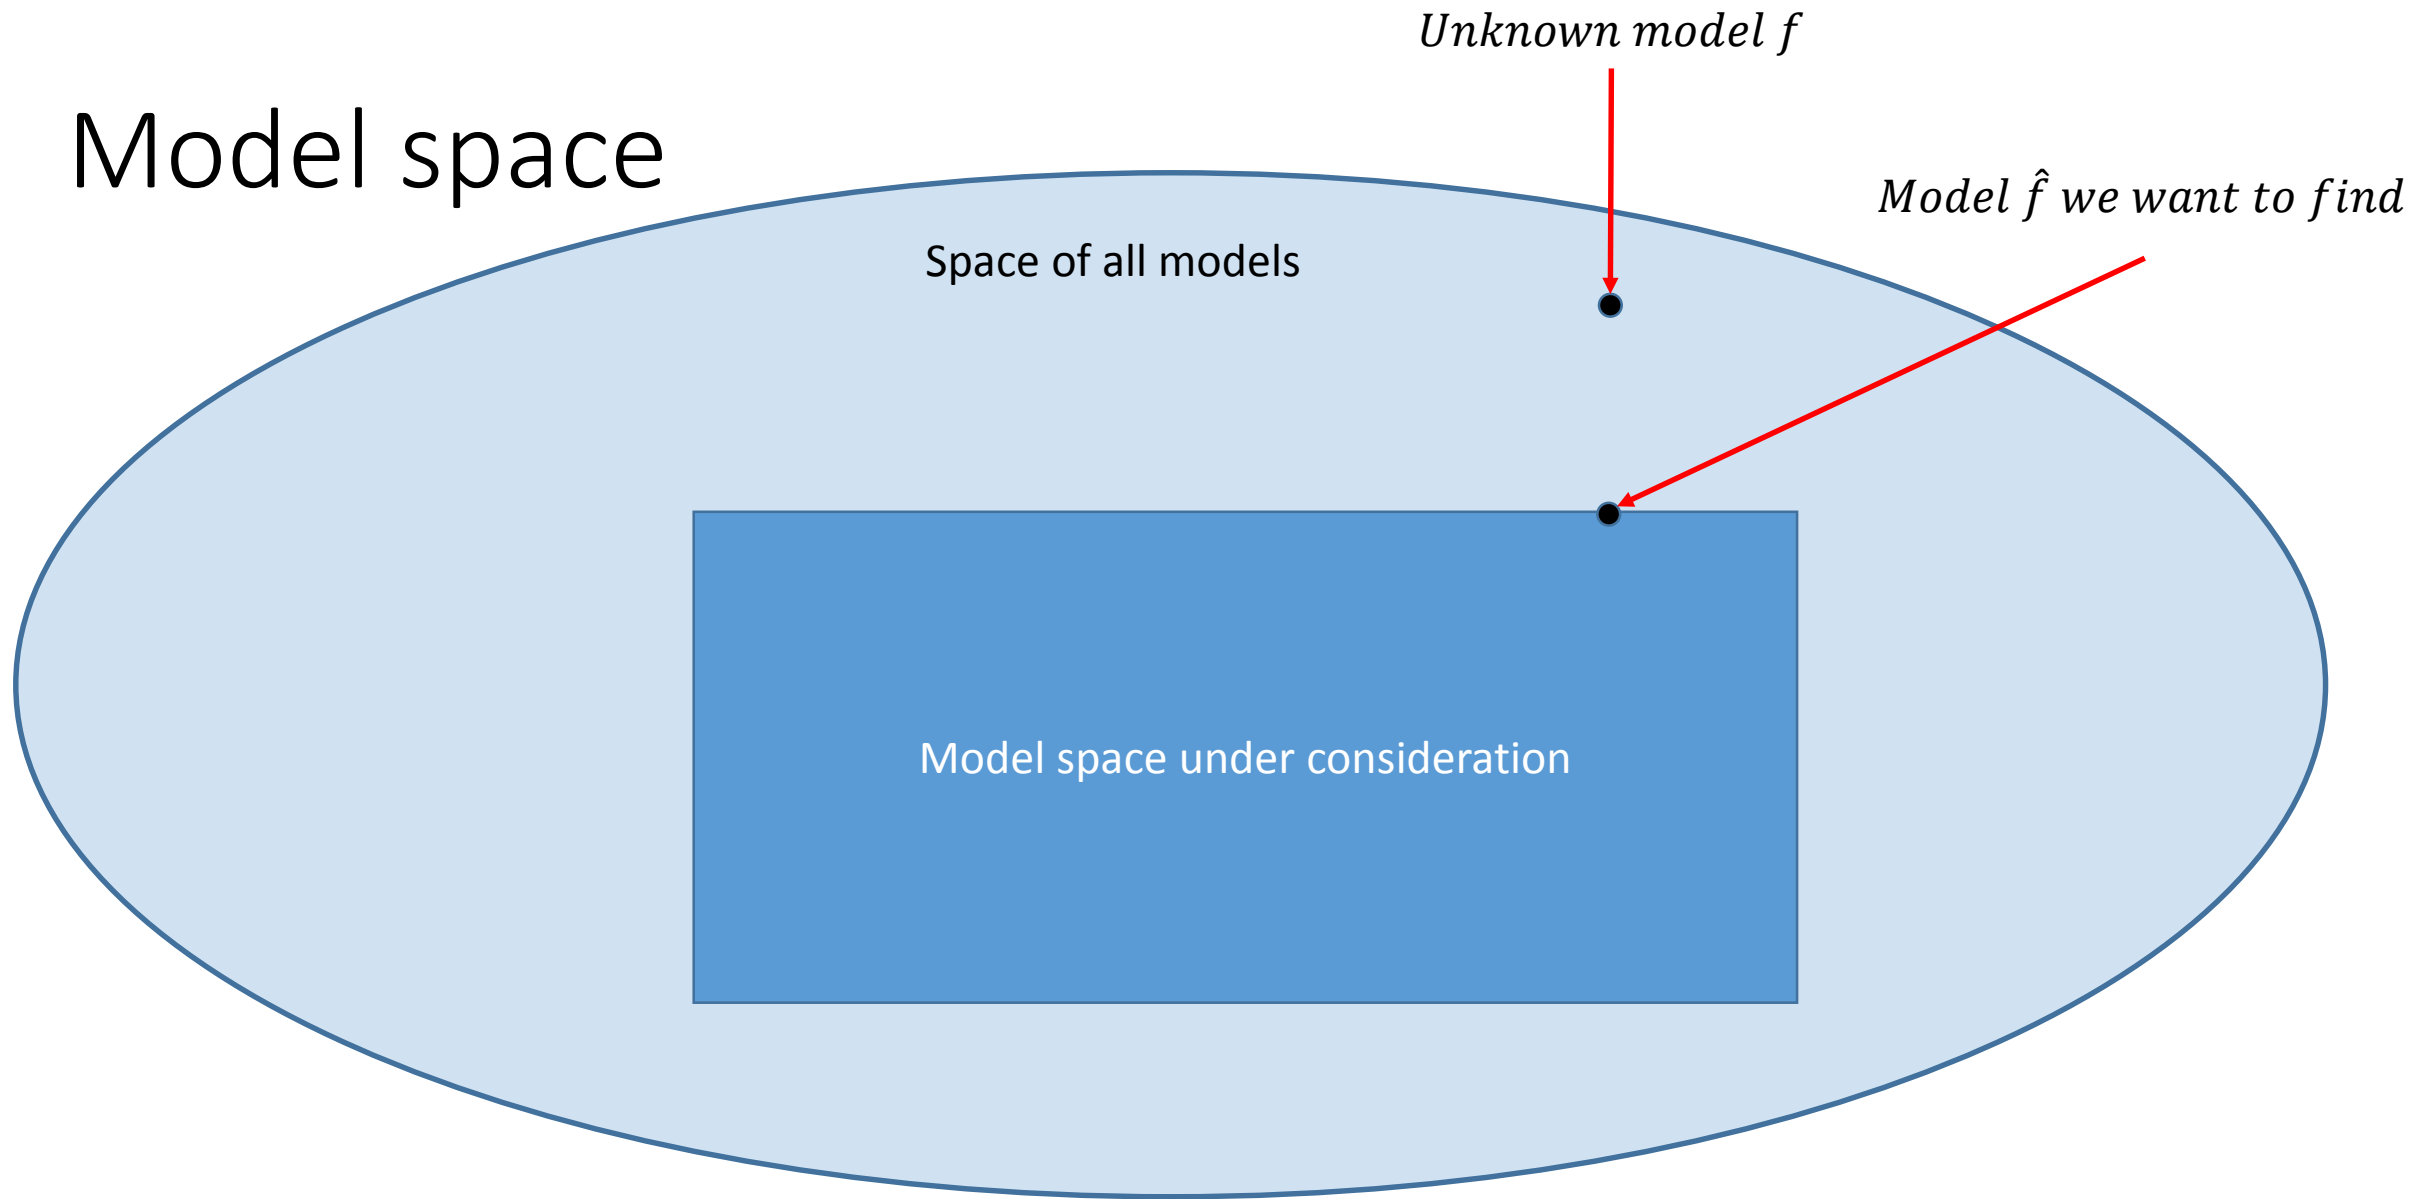 Unknown model f
Model space
Model f̂ we want to find
Space of all models
Model space under consideration